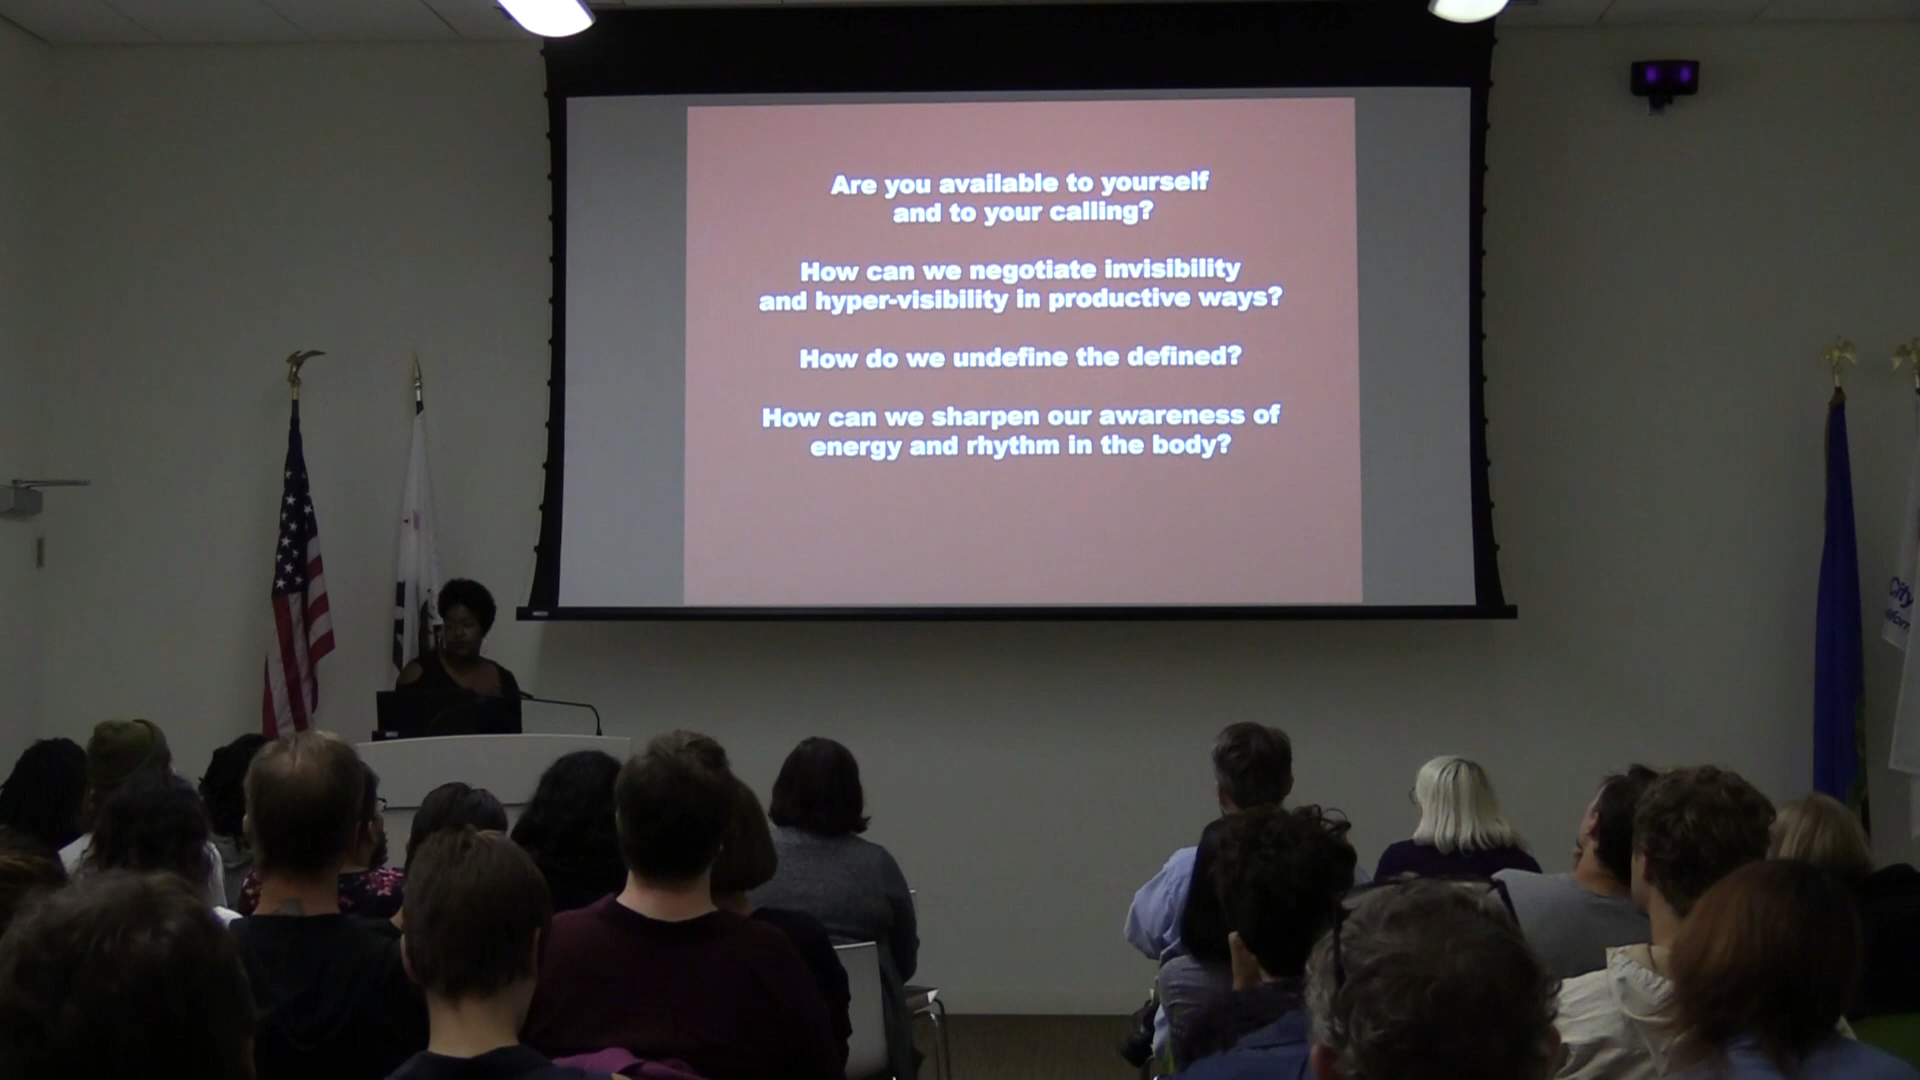 Are you available to yourself
and to your calling?
How can we negotiate invisibility
and hyper-visibility in productive ways?
How do we undefine the defined?
How can we sharpen our awareness of
energy and rhythm in the body?
City